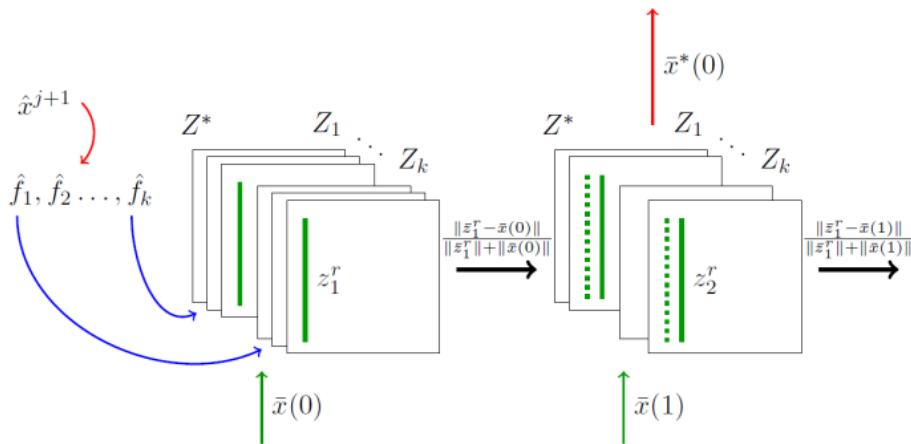 x̄*(0)
x̂^{j+1}
Z* Z_1 ⋱ Z_k
Z* Z_1 ⋱ Z_k
f̂_1, f̂_2 …, f̂_k
z_1^r
‖z̄_1^r − x̄(0)‖ / ‖z̄_1^r‖+‖x̄(0)‖
z_2^r
‖z̄_1^r − x̄(1)‖ / ‖z̄_1^r‖+‖x̄(1)‖
x̄(0)
x̄(1)